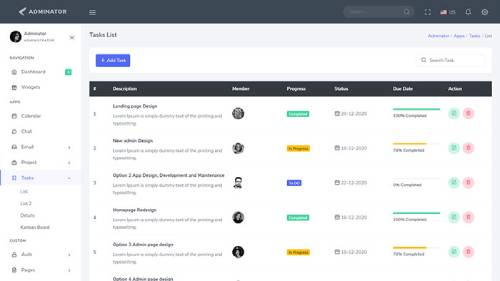 ADMINATOR
Search...
US
Adminator
ADMINISTRATOR
Tasks List
Adminator > Apps > Tasks > List
NAVIGATION
Dashboard
Widgets
APPS
Calendar
Chat
Email
Project
Tasks
List
List 2
Details
Kanban Board
CUSTOM
Auth
Pages
+ Add Task
Search Task
# Description Member Progress Status Due Date Action
1 Landing page Design Completed 20-12-2020 100% Completed
Lorem Ipsum is simply dummy text of the printing and
typesetting.
2 New admin Design In Progress 18-12-2020 70% Completed
Lorem Ipsum is simply dummy text of the printing and
typesetting.
3 Option 2 App Design, Development and Maintenance To DO 22-12-2020 0% Completed
Lorem Ipsum is simply dummy text of the printing and
typesetting.
4 Homepage Redesign Completed 16-12-2020 100% Completed
Lorem Ipsum is simply dummy text of the printing and
typesetting.
5 Option 3 Admin page design In Progress 18-12-2020 70% Completed
Lorem Ipsum is simply dummy text of the printing and
typesetting.
Option 4 Admin page design